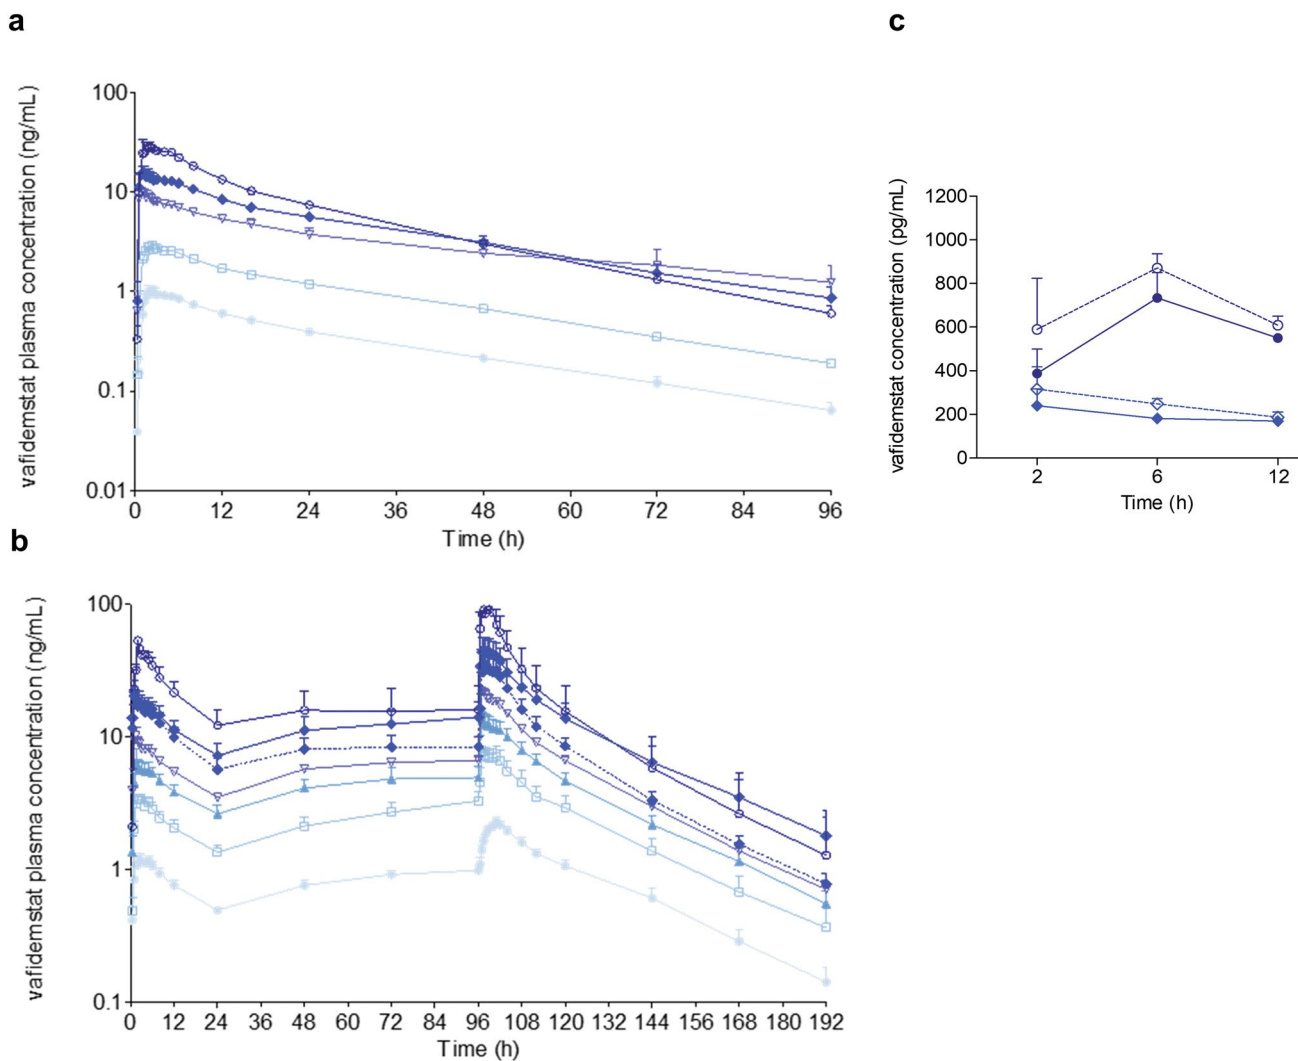 a
vafidemstat plasma concentration (ng/mL)
100
10
1
0.1
0.01
0 12 24 36 48 60 72 84 96
Time (h)
b
vafidemstat plasma concentration (ng/mL)
100
10
1
0.1
0 12 24 36 48 60 72 84 96 108 120 132 144 156 168 180 192
Time (h)
c
vafidemstat concentration (pg/mL)
1200
1000
800
600
400
200
0
2 6 12
Time (h)